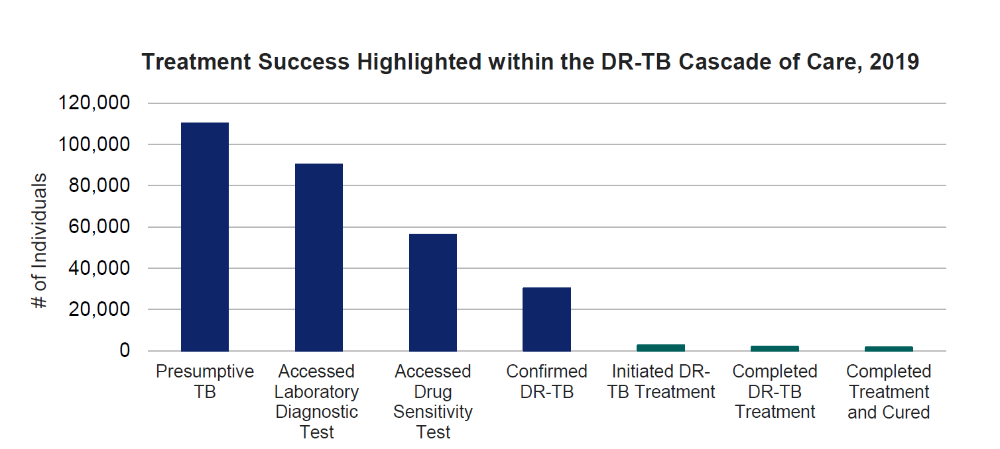 Treatment Success Highlighted within the DR-TB Cascade of Care, 2019
120,000
100,000
80,000
60,000
40,000
20,000
0
# of Individuals
Presumptive
TB
Accessed
Laboratory
Diagnostic
Test
Accessed
Drug
Sensitivity
Test
Confirmed
DR-TB
Initiated DR-
TB Treatment
Completed
DR-TB
Treatment
Completed
Treatment
and Cured